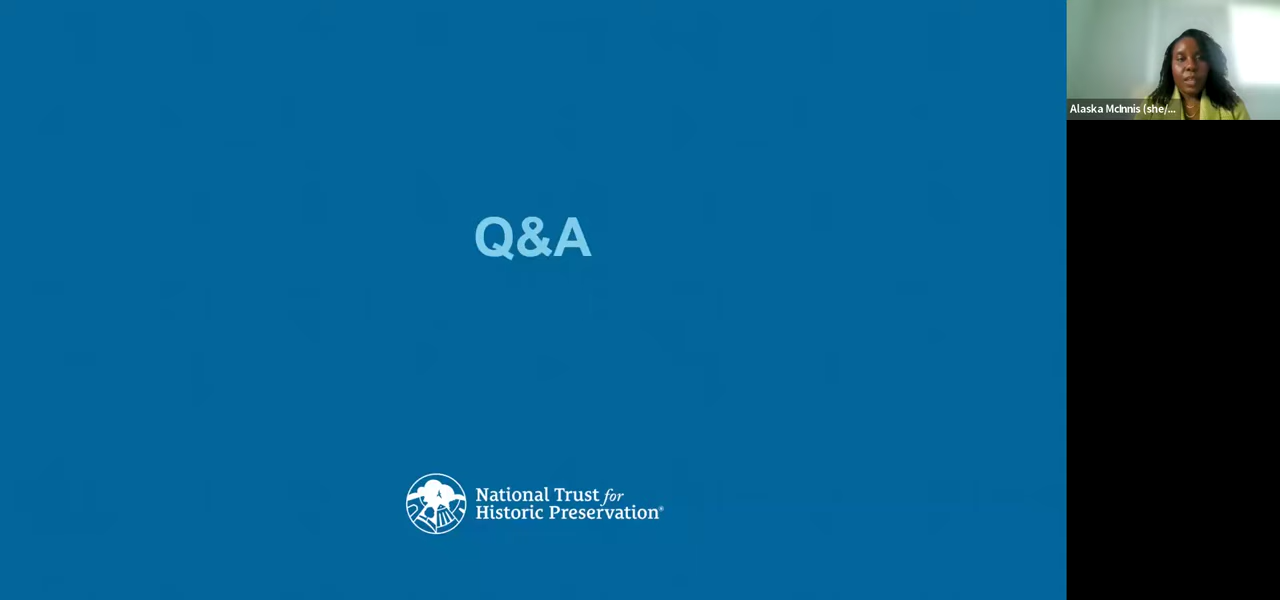 Alaska McInnis (she/...
Q&A
National Trust for
Historic Preservation®